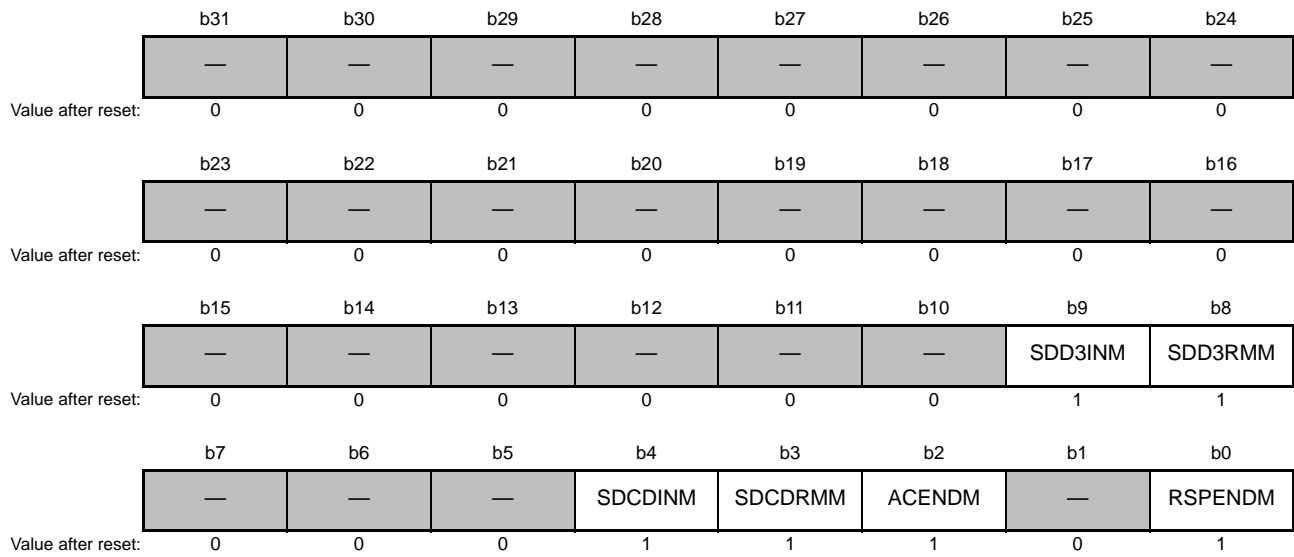 b31 b30 b29 b28 b27 b26 b25 b24
— — — — — — — —
Value after reset: 0 0 0 0 0 0 0 0
b23 b22 b21 b20 b19 b18 b17 b16
— — — — — — — —
Value after reset: 0 0 0 0 0 0 0 0
b15 b14 b13 b12 b11 b10 b9 b8
— — — — — — SDD3INM SDD3RMM
Value after reset: 0 0 0 0 0 0 1 1
b7 b6 b5 b4 b3 b2 b1 b0
— — — SDCDINM SDCDRMM ACENDM — RSPENDM
Value after reset: 0 0 0 1 1 1 0 1